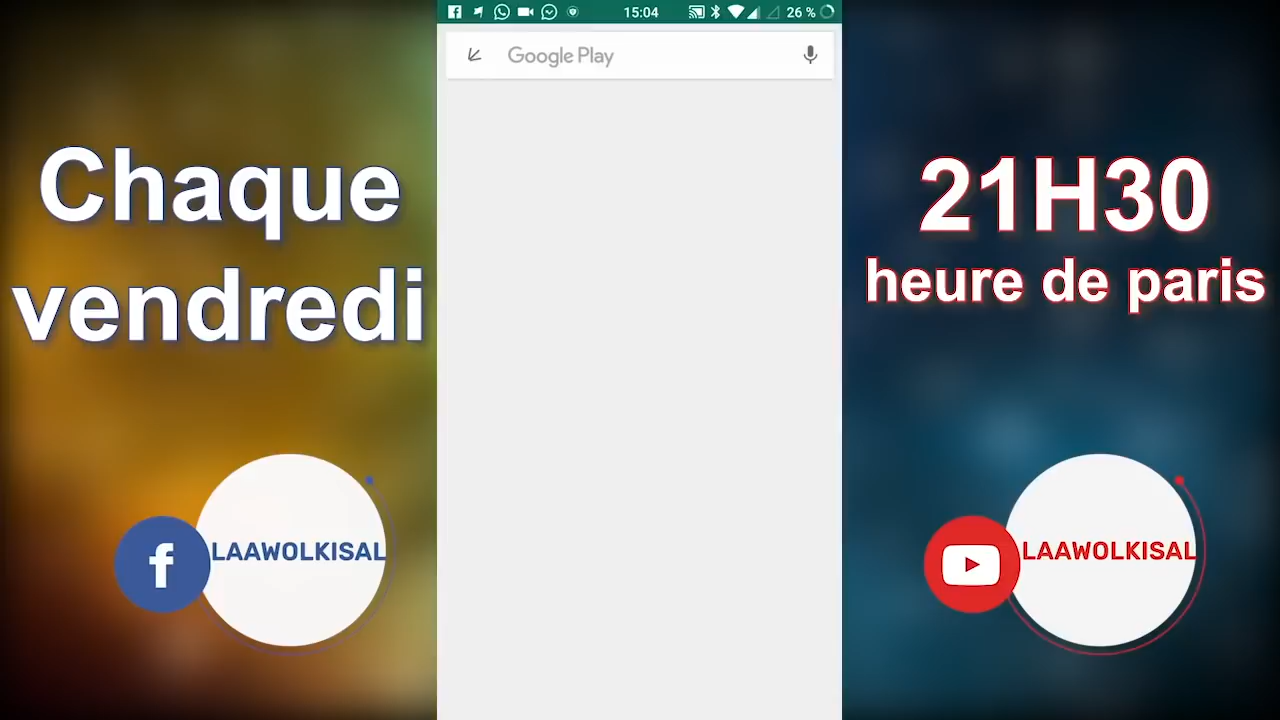 15:04
26 %
Google Play
Chaque
vendredi
21H30
heure de paris
f
LAAWOLKISAL
LAAWOLKISAL